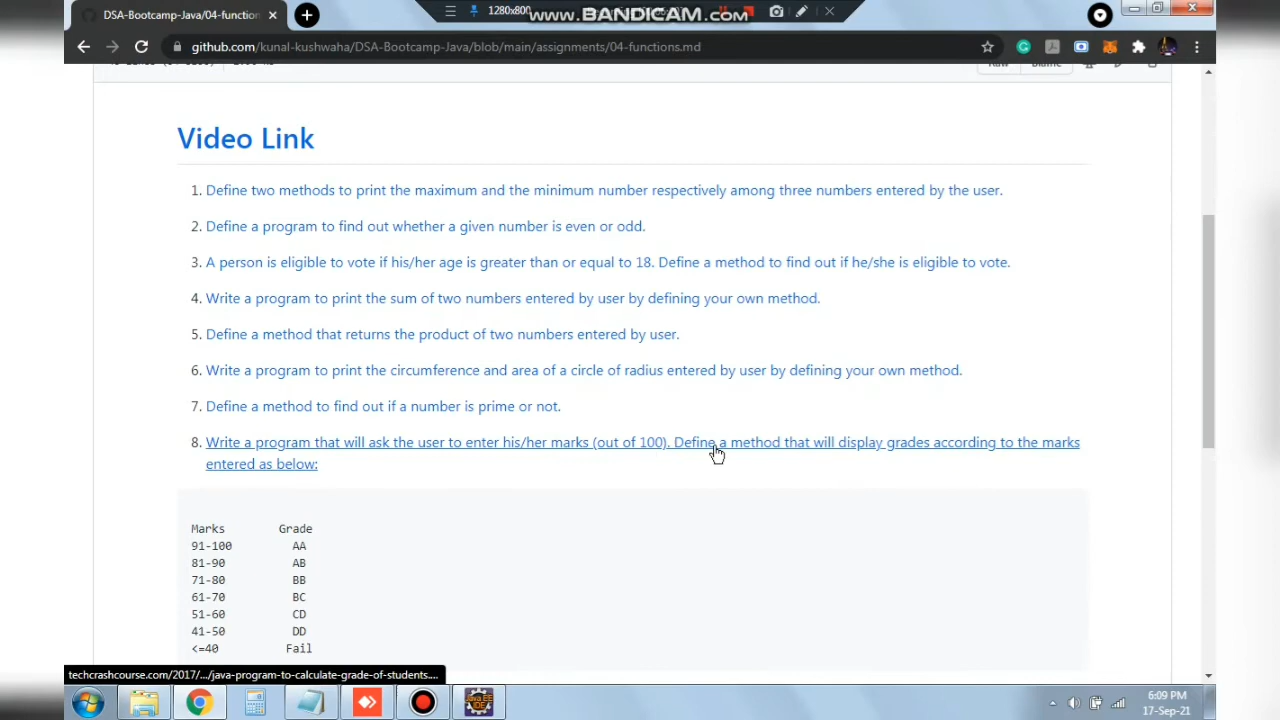 DSA-Bootcamp-Java/04-function
1280x800
www.BANDICAM.com
github.com/kunal-kushwaha/DSA-Bootcamp-Java/blob/main/assignments/04-functions.md
Raw Blame
Video Link
1. Define two methods to print the maximum and the minimum number respectively among three numbers entered by the user.
2. Define a program to find out whether a given number is even or odd.
3. A person is eligible to vote if his/her age is greater than or equal to 18. Define a method to find out if he/she is eligible to vote.
4. Write a program to print the sum of two numbers entered by user by defining your own method.
5. Define a method that returns the product of two numbers entered by user.
6. Write a program to print the circumference and area of a circle of radius entered by user by defining your own method.
7. Define a method to find out if a number is prime or not.
8. Write a program that will ask the user to enter his/her marks (out of 100). Define a method that will display grades according to the marks
entered as below:
Marks Grade
91-100 AA
81-90 AB
71-80 BB
61-70 BC
51-60 CD
41-50 DD
<=40 Fail
techcrashcourse.com/2017/.../java-program-to-calculate-grade-of-students....
Java EE
IDE
6:09 PM
17-Sep-21